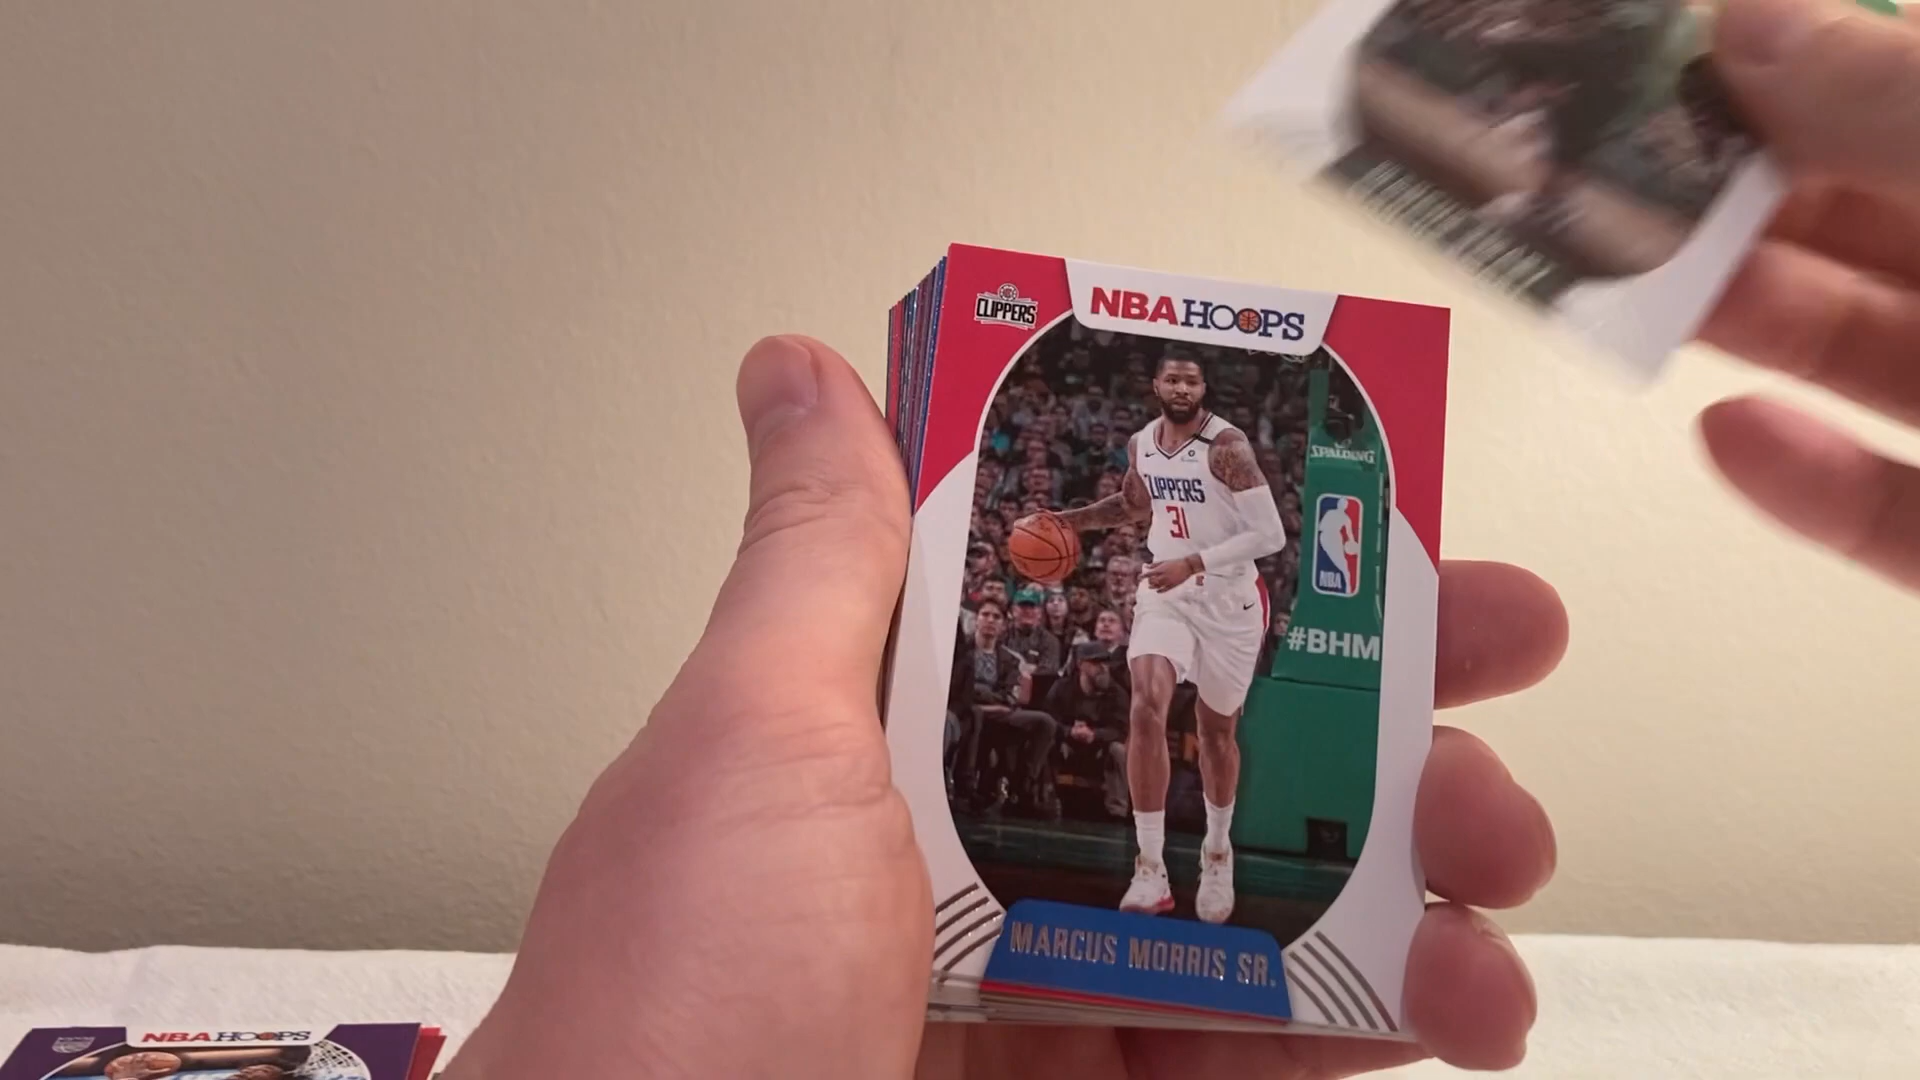 CLIPPERS
NBA HOOPS
SPALDING
CLIPPERS
31
NBA
#BHM
MARCUS MORRIS SR.
NBA HOOPS